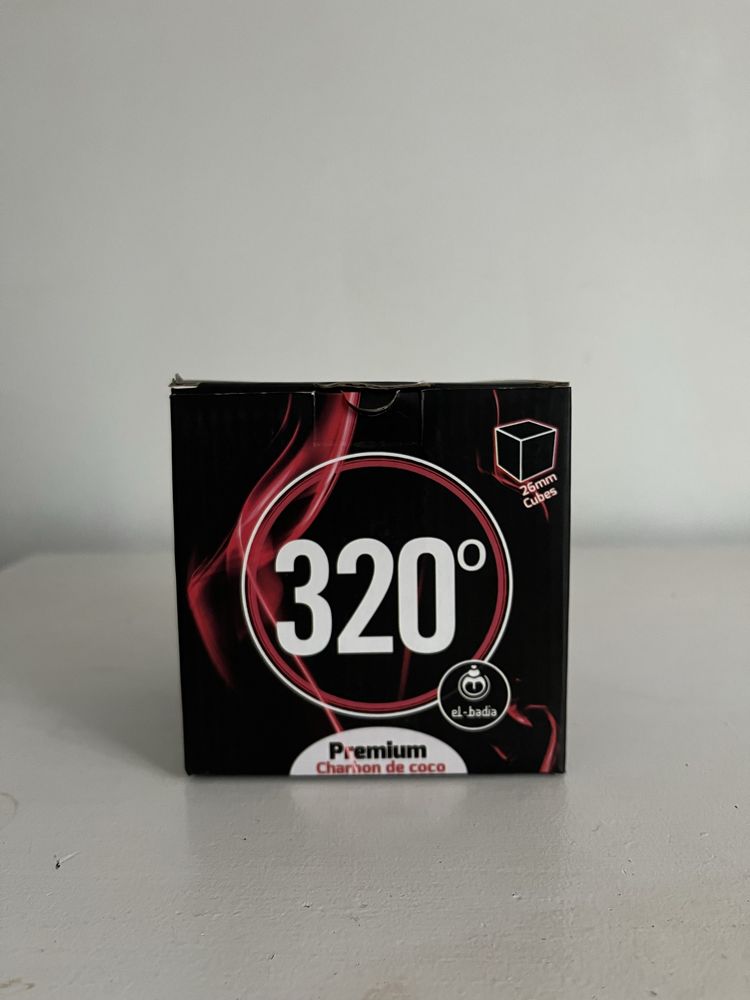 26mm
Cubes
320°
el-badia
Premium
Charbon de coco